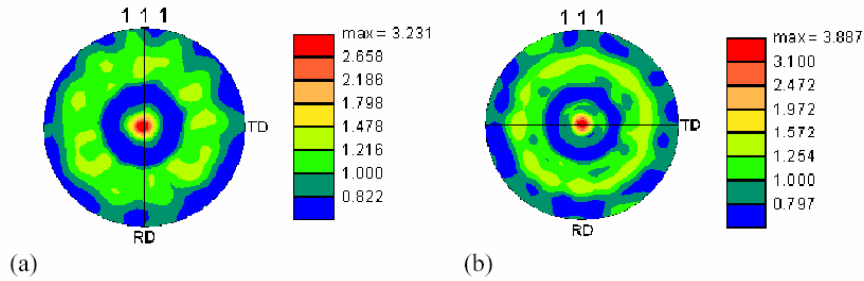 1 1 1
max = 3.231
2.658
2.186
1.798
1.478
1.216
1.000
0.822
TD
RD
(a)
1 1 1
max = 3.887
3.100
2.472
1.972
1.572
1.254
1.000
0.797
TD
RD
(b)